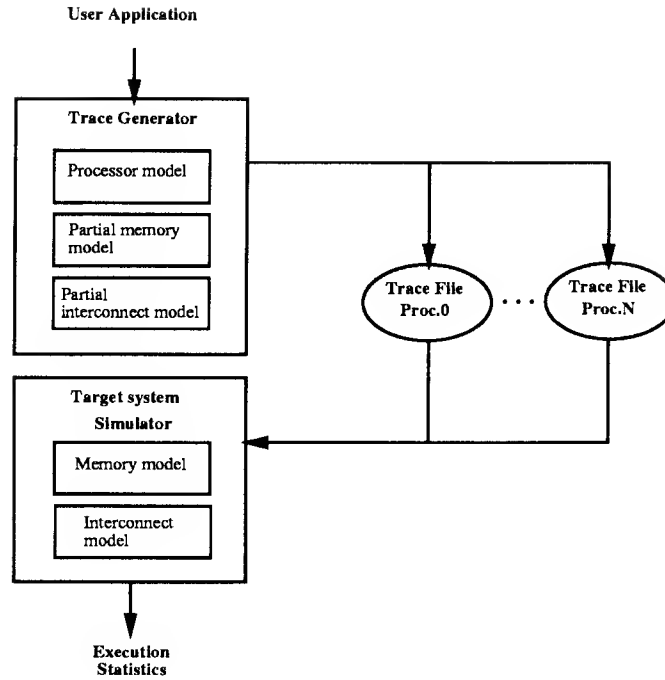 User Application
Trace Generator
Processor model
Partial memory
model
Partial
interconnect model
Trace File
Proc.0
. . .
Trace File
Proc.N
Target system
Simulator
Memory model
Interconnect
model
Execution
Statistics